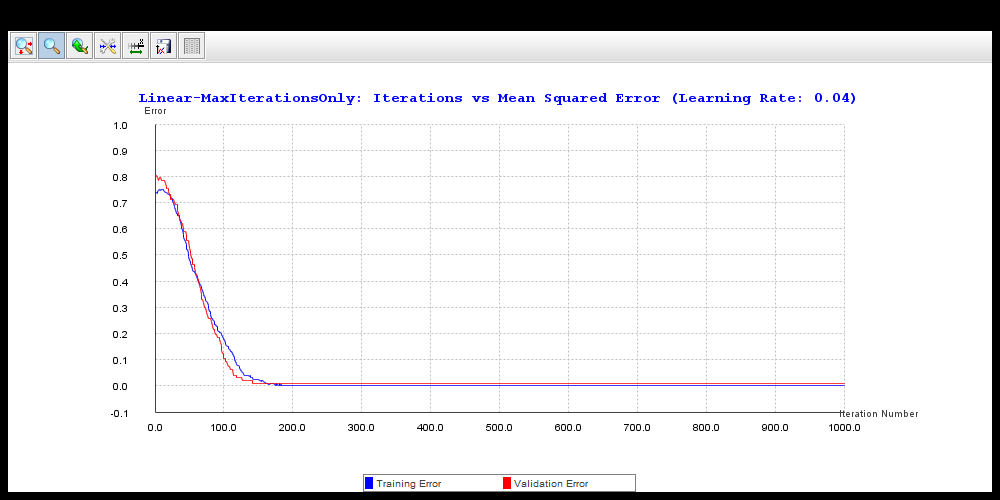 Linear-MaxIterationsOnly: Iterations vs Mean Squared Error (Learning Rate: 0.04)
Error
1.0
0.9
0.8
0.7
0.6
0.5
0.4
0.3
0.2
0.1
0.0
-0.1
Iteration Number
0.0 100.0 200.0 300.0 400.0 500.0 600.0 700.0 800.0 900.0 1000.0
Training Error Validation Error